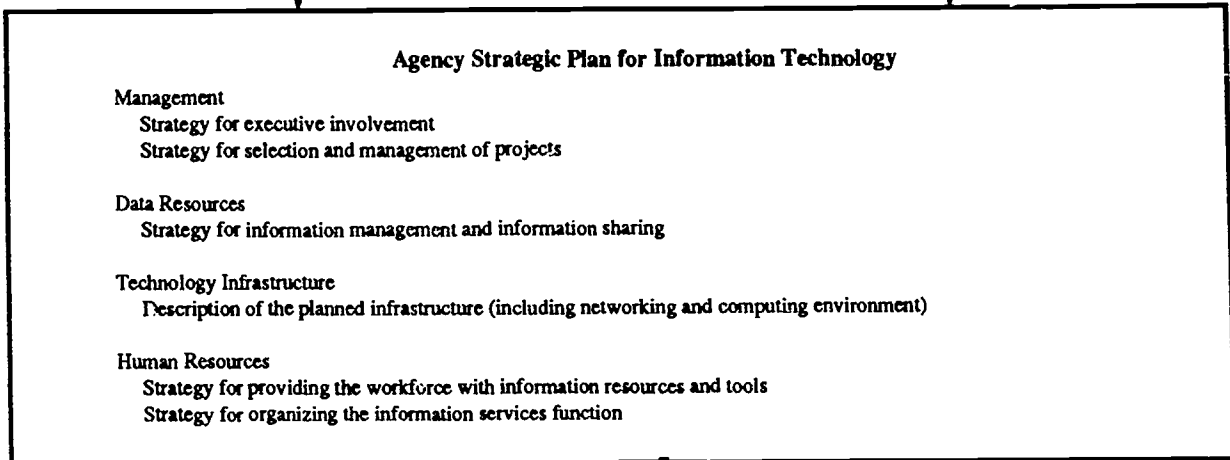 Agency Strategic Plan for Information Technology
Management
Strategy for executive involvement
Strategy for selection and management of projects
Data Resources
Strategy for information management and information sharing
Technology Infrastructure
Description of the planned infrastructure (including networking and computing environment)
Human Resources
Strategy for providing the workforce with information resources and tools
Strategy for organizing the information services function